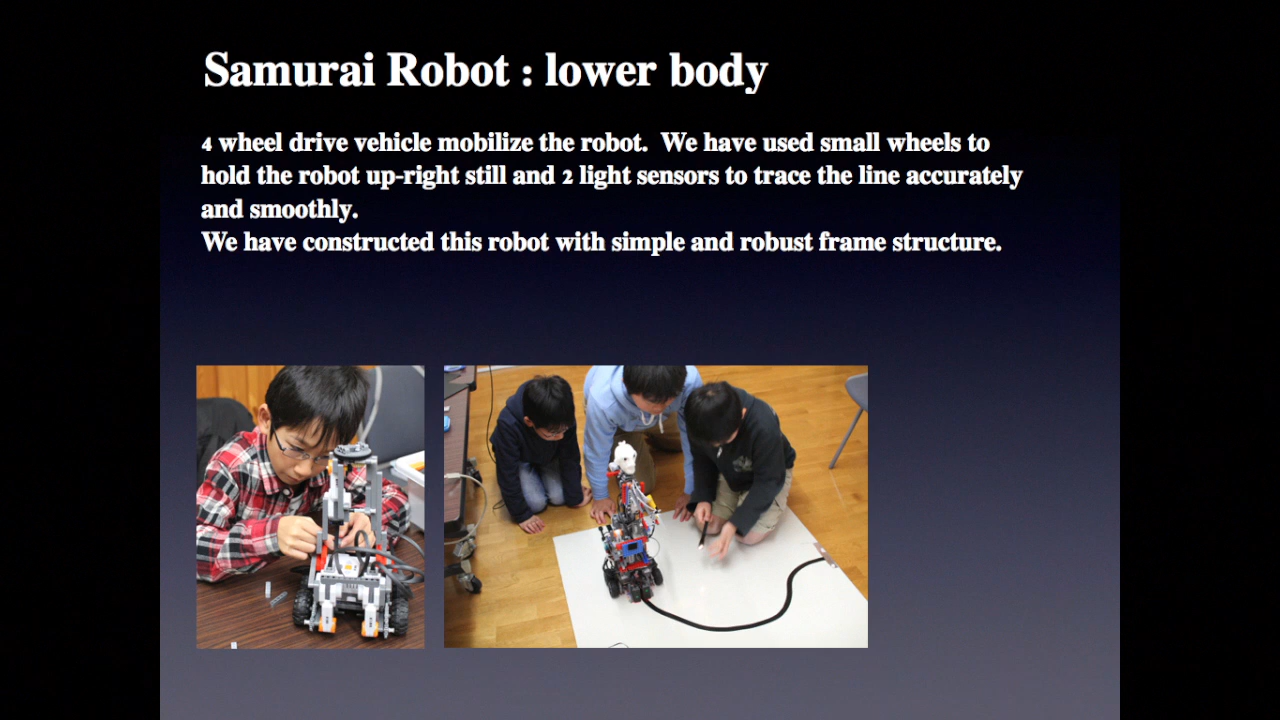 Samurai Robot : lower body
4 wheel drive vehicle mobilize the robot.  We have used small wheels to
hold the robot up-right still and 2 light sensors to trace the line accurately
and smoothly.
We have constructed this robot with simple and robust frame structure.